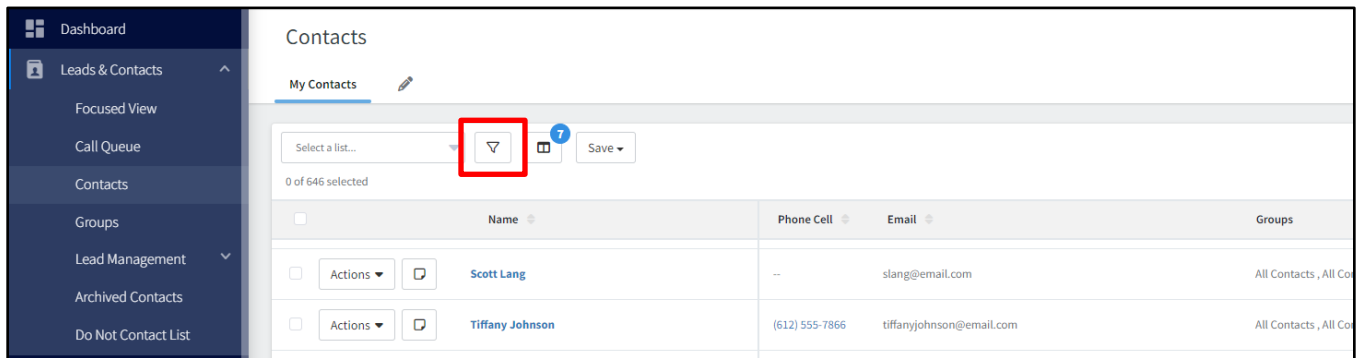 Dashboard
Leads & Contacts
Focused View
Call Queue
Contacts
Groups
Lead Management
Archived Contacts
Do Not Contact List
Contacts
My Contacts
Select a list...
7
Save
0 of 646 selected
Name Phone Cell Email Groups
Actions Scott Lang -- slang@email.com All Contacts , All Co
Actions Tiffany Johnson (612) 555-7866 tiffanyjohnson@email.com All Contacts , All Co